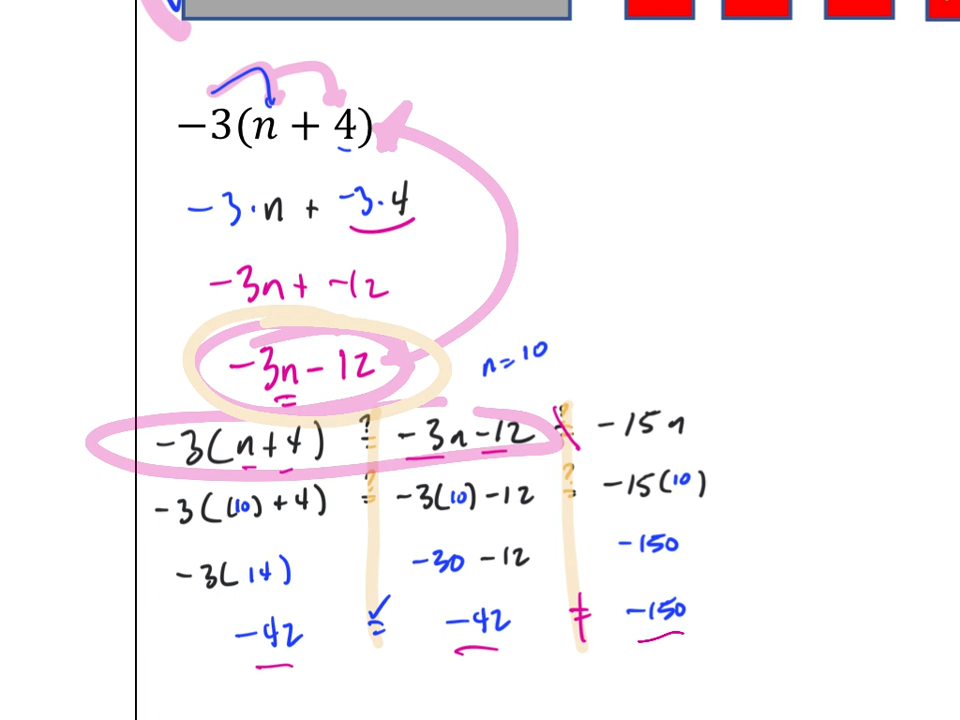 −3(n + 4)
−3·n + −3·4
−3n + −12
−3n − 12
n = 10
−3(n+4) ?= −3n −12 ?= −15n
−3((10)+4) ?= −3(10) −12 ?= −15(10)
−3(14) −30 −12 −150
−42 ✓= −42 ≠ −150